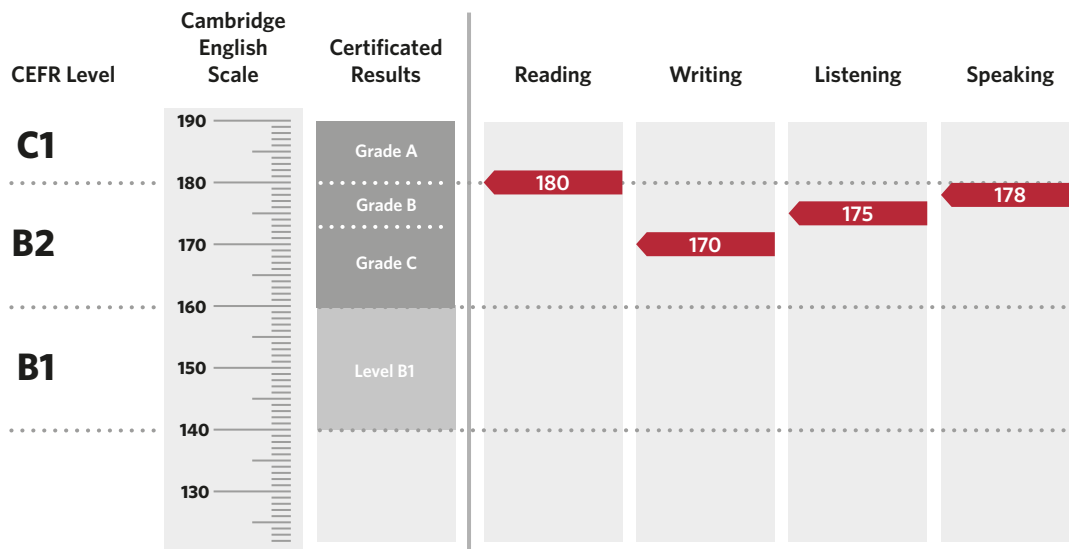 CEFR Level
Cambridge
English
Scale
Certificated
Results
Reading
Writing
Listening
Speaking
C1
B2
B1
190
180
170
160
150
140
130
Grade A
Grade B
Grade C
Level B1
180
170
175
178